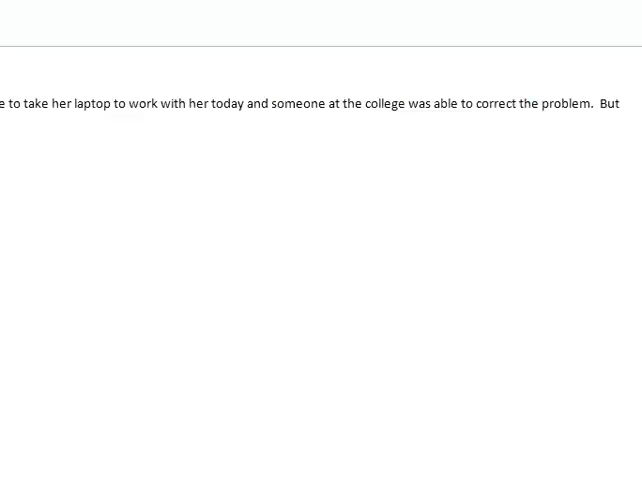 e to take her laptop to work with her today and someone at the college was able to correct the problem.  But